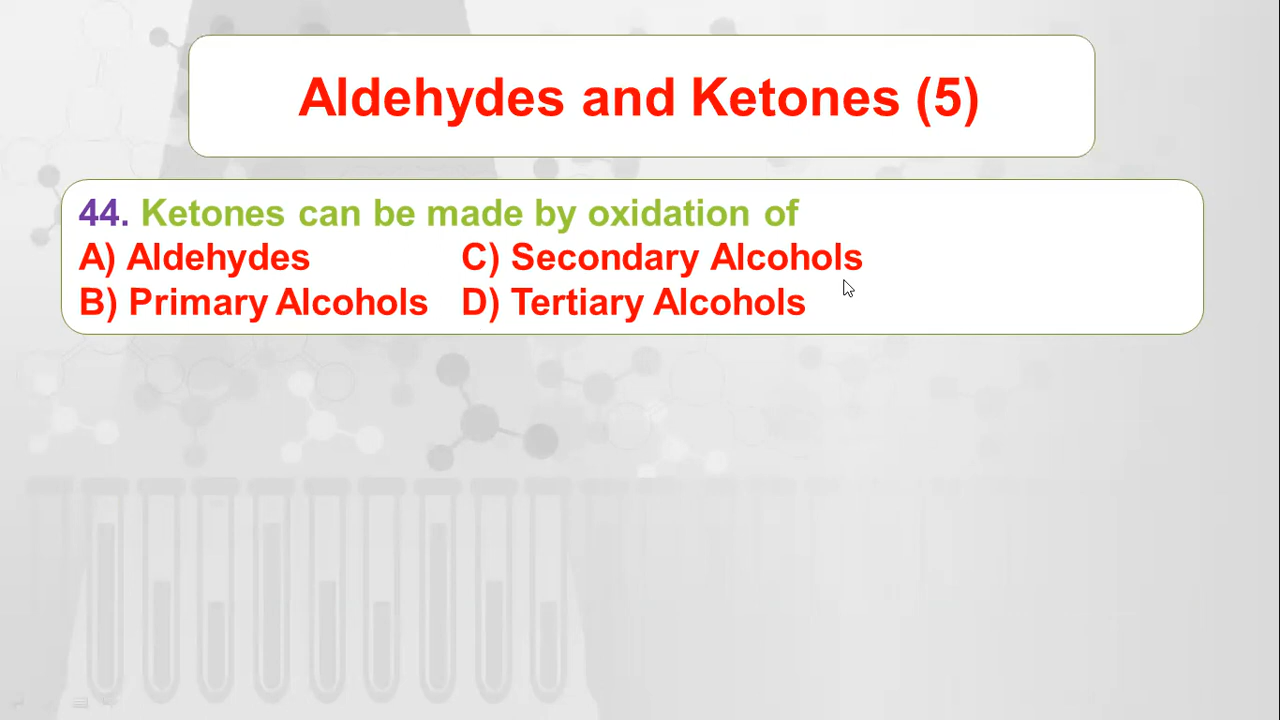 Aldehydes and Ketones (5)
44. Ketones can be made by oxidation of
A) Aldehydes C) Secondary Alcohols
B) Primary Alcohols D) Tertiary Alcohols